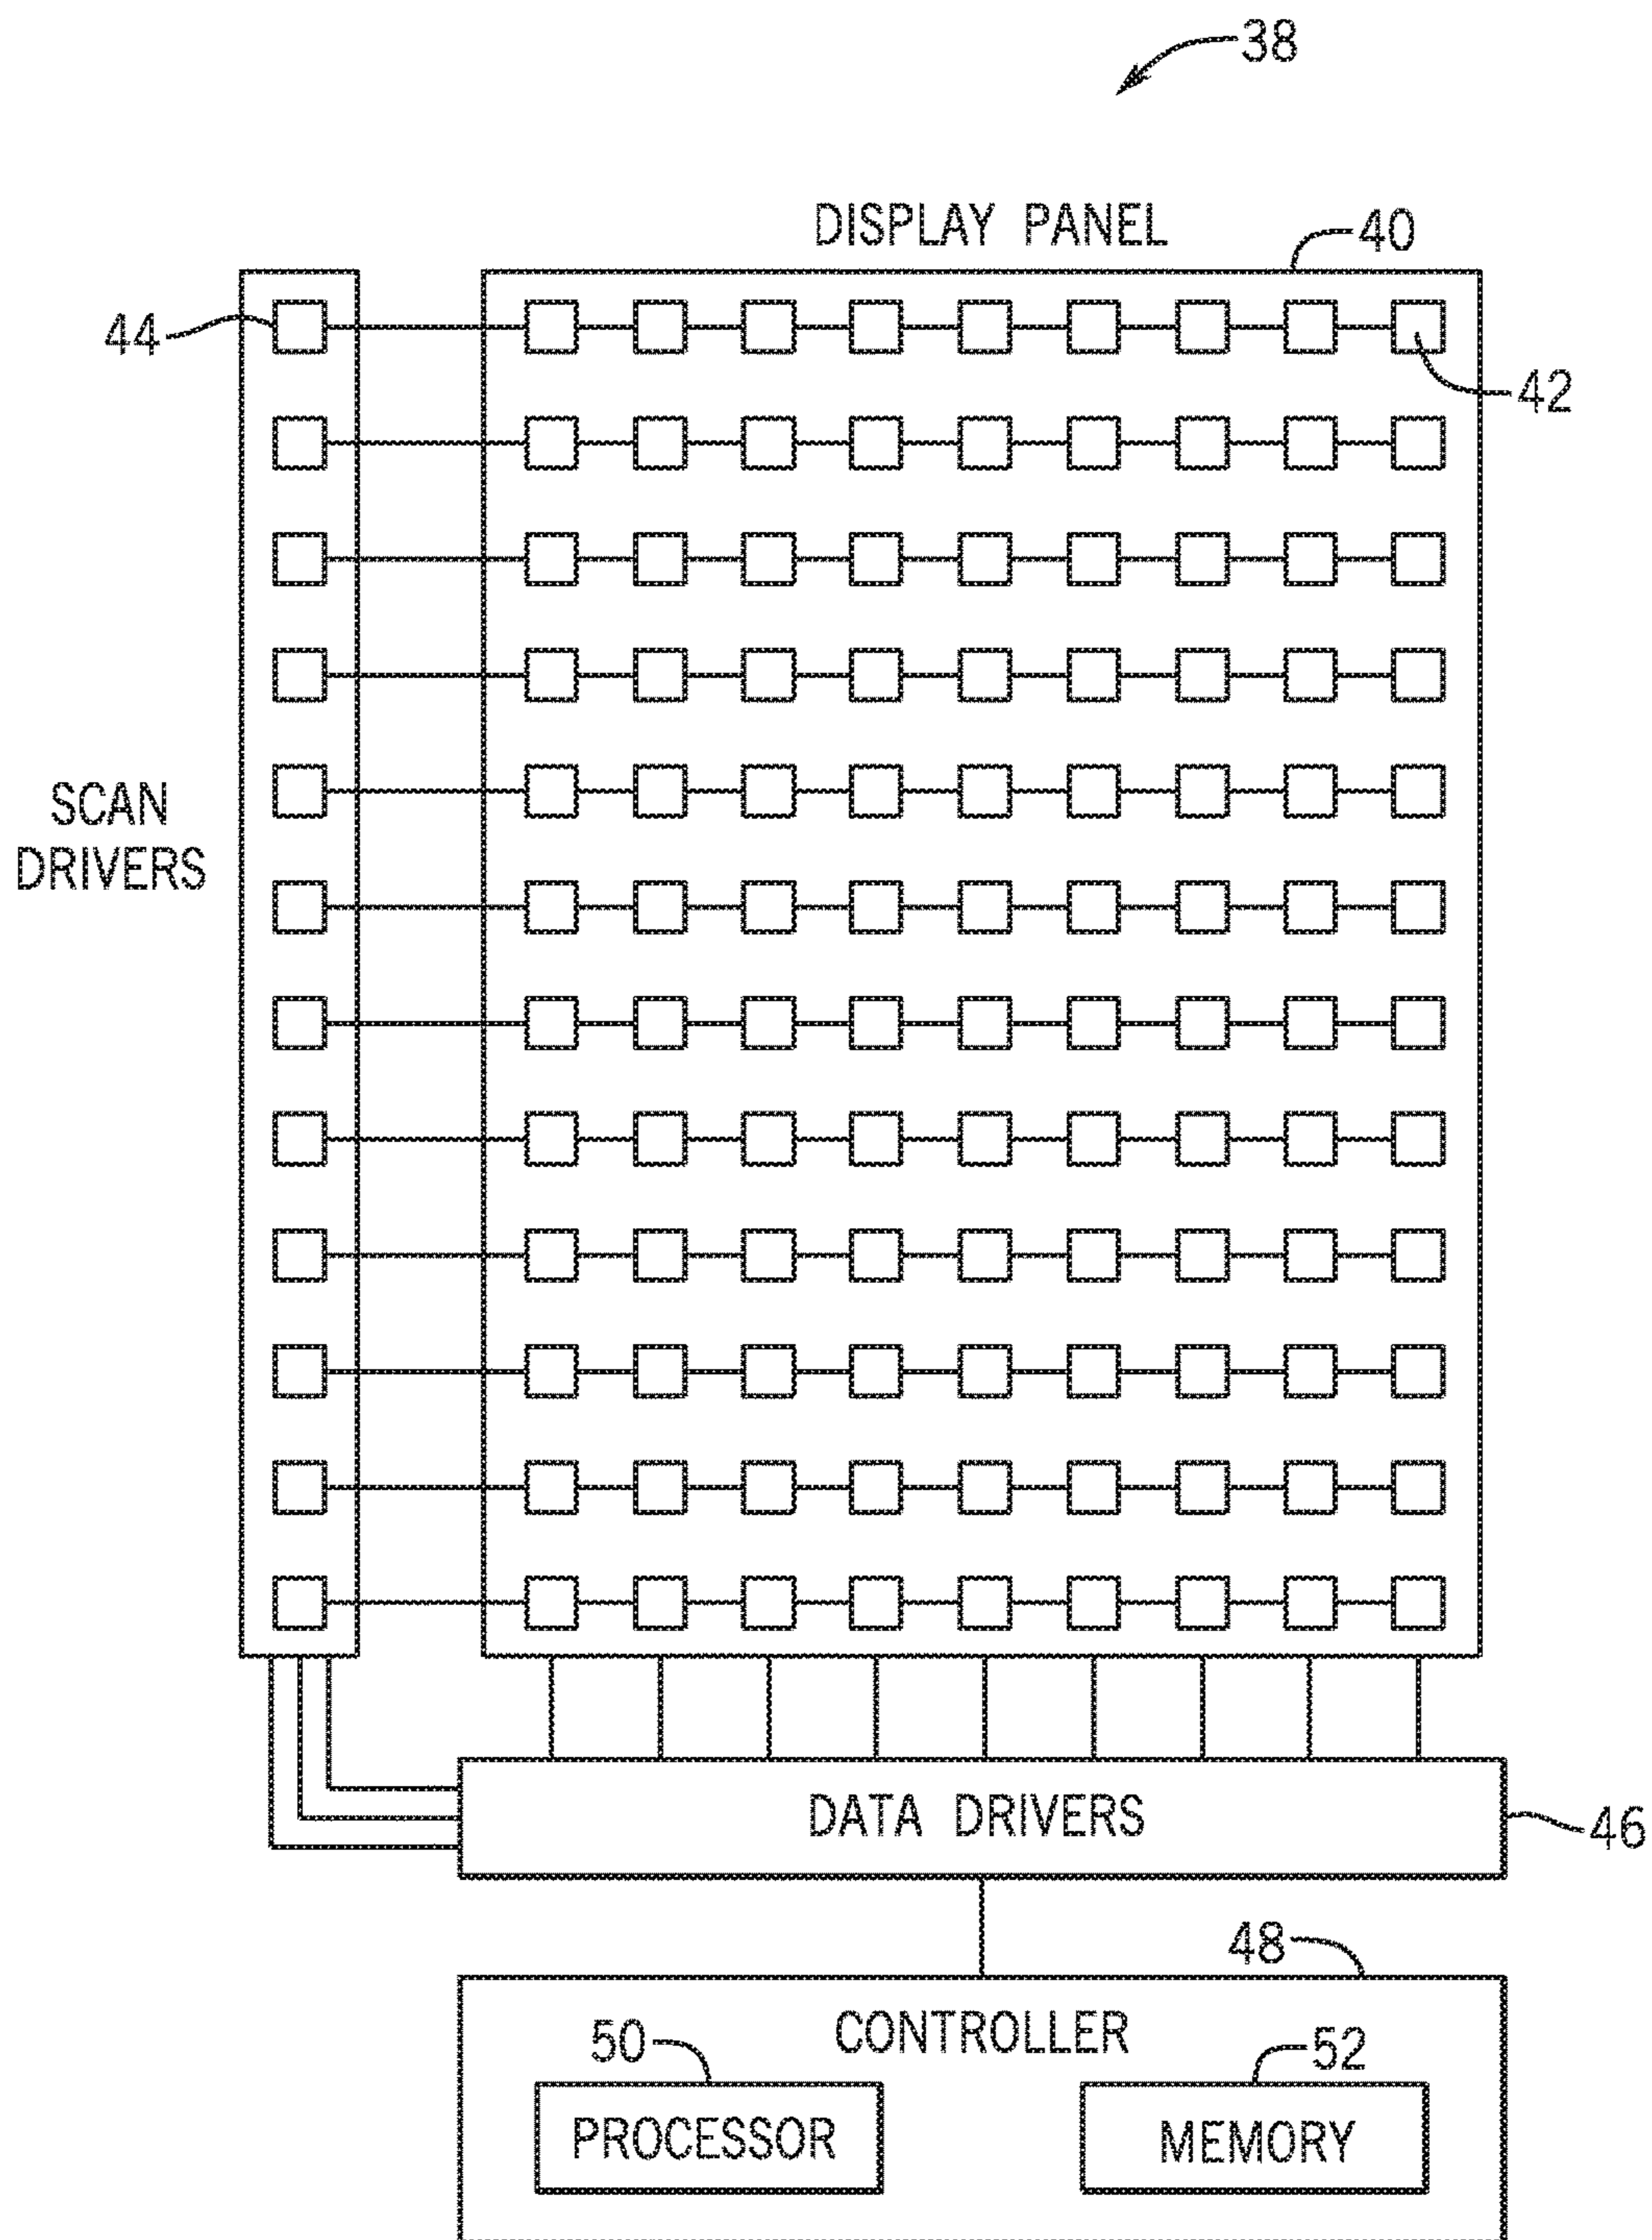 38
DISPLAY PANEL
40
44
42
SCAN
DRIVERS
DATA DRIVERS
46
48
CONTROLLER
50
52
PROCESSOR
MEMORY